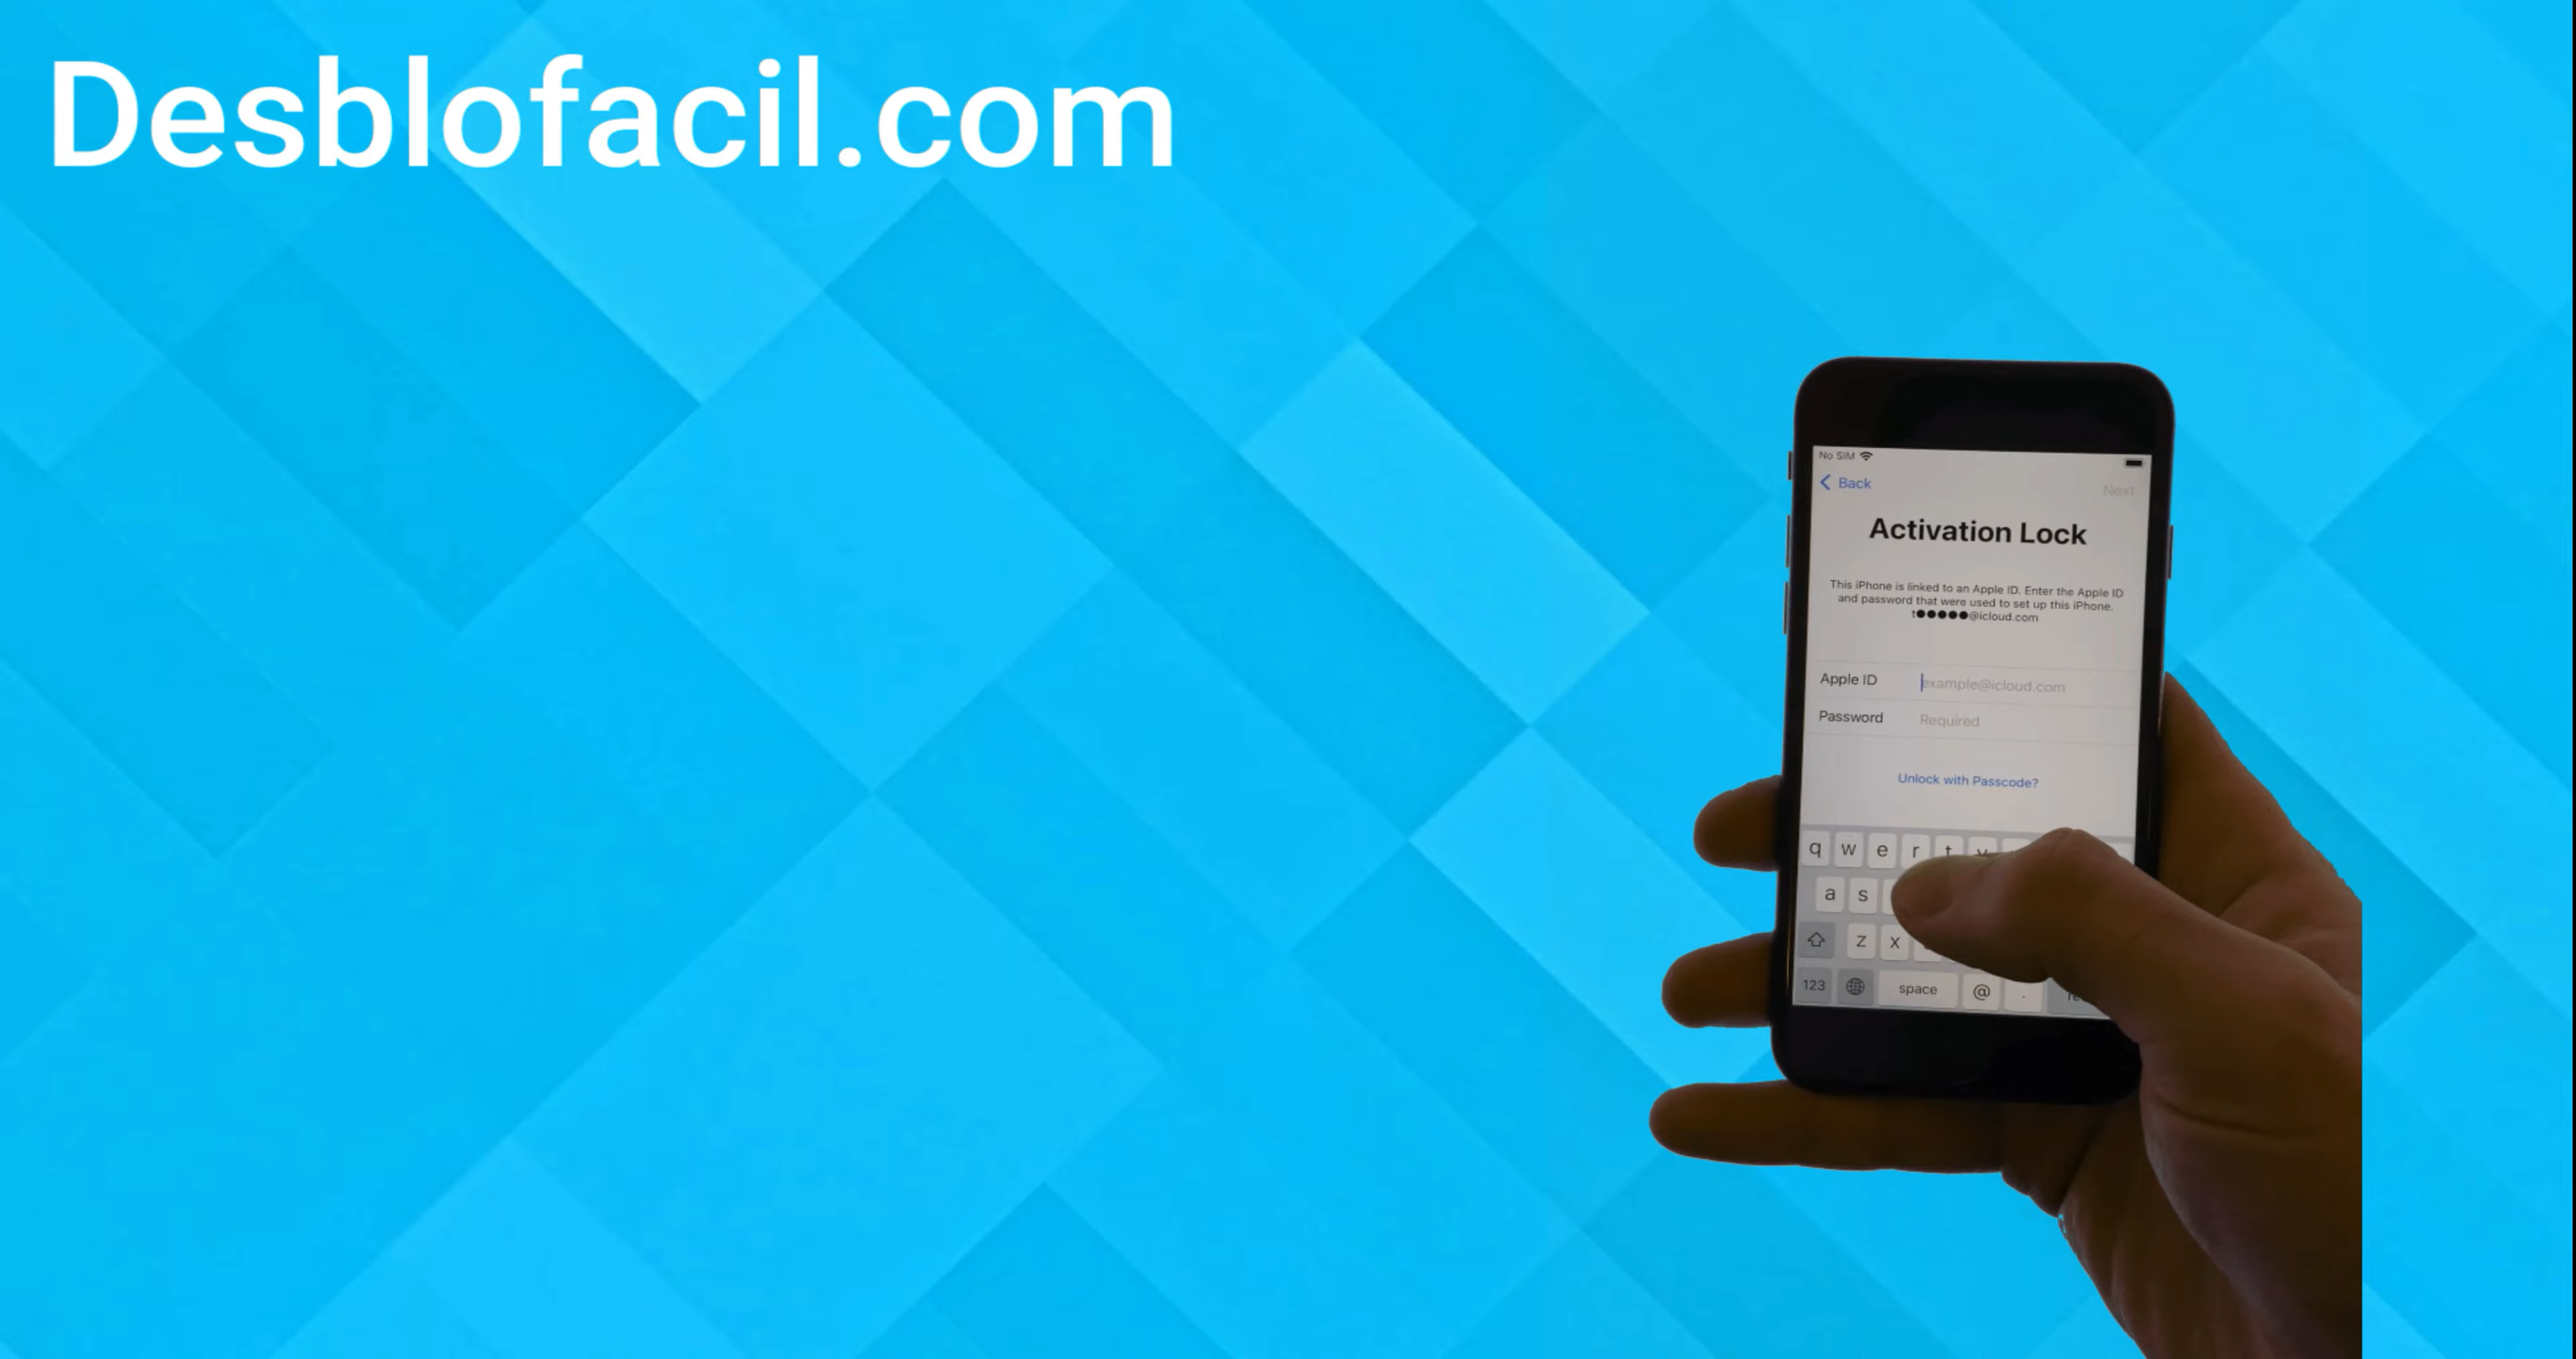 Desblofacil.com
No SIM
Back
Next
Activation Lock
This iPhone is linked to an Apple ID. Enter the Apple ID
and password that were used to set up this iPhone.
t●●●●●@icloud.com
Apple ID example@icloud.com
Password Required
Unlock with Passcode?
q w e r t y
a s
z x
123 space @ .